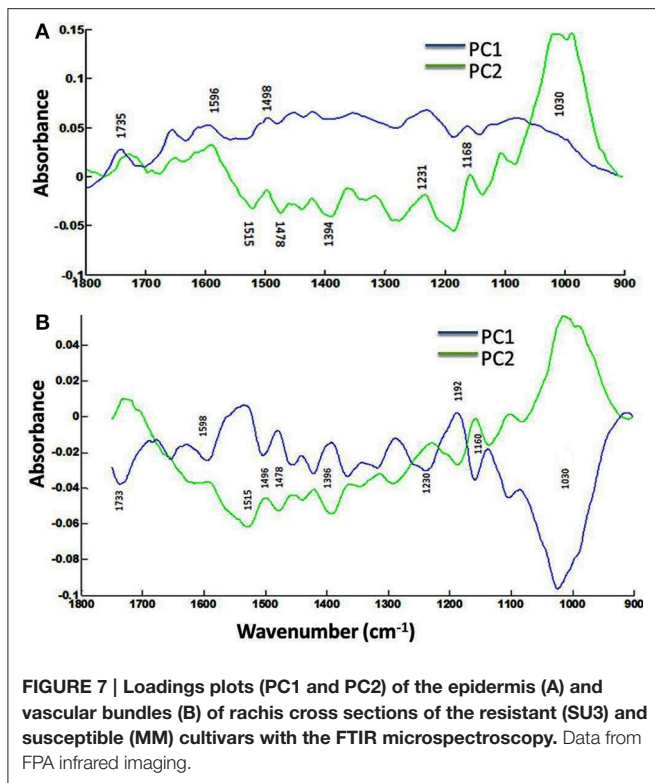 A
0.15
0.1
0.05
0
-0.05
-0.1
Absorbance
PC1
PC2
1735
1596
1498
1515
1478
1394
1231
1168
1030
1800 1700 1600 1500 1400 1300 1200 1100 1000 900
B
0.04
0.02
0
-0.02
-0.04
-0.06
-0.08
-0.1
Absorbance
PC1
PC2
1733
1598
1515
1496
1478
1396
1230
1192
1160
1030
1800 1700 1600 1500 1400 1300 1200 1100 1000 900
Wavenumber (cm-1)
FIGURE 7 | Loadings plots (PC1 and PC2) of the epidermis (A) and
vascular bundles (B) of rachis cross sections of the resistant (SU3) and
susceptible (MM) cultivars with the FTIR microspectroscopy. Data from
FPA infrared imaging.